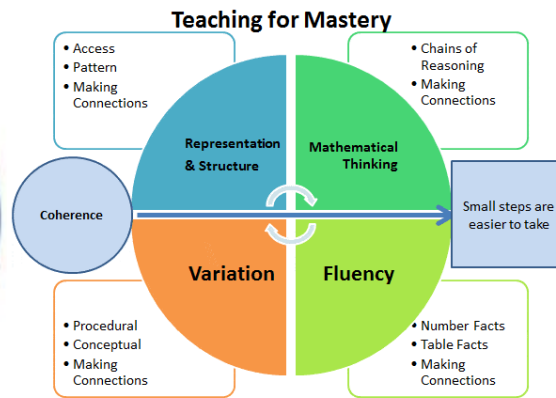 Teaching for Mastery
• Access
• Pattern
• Making
Connections
• Chains of
Reasoning
• Making
Connections
Representation
& Structure
Mathematical
Thinking
Coherence
Small steps are
easier to take
Variation
Fluency
• Procedural
• Conceptual
• Making
Connections
• Number Facts
• Table Facts
• Making
Connections